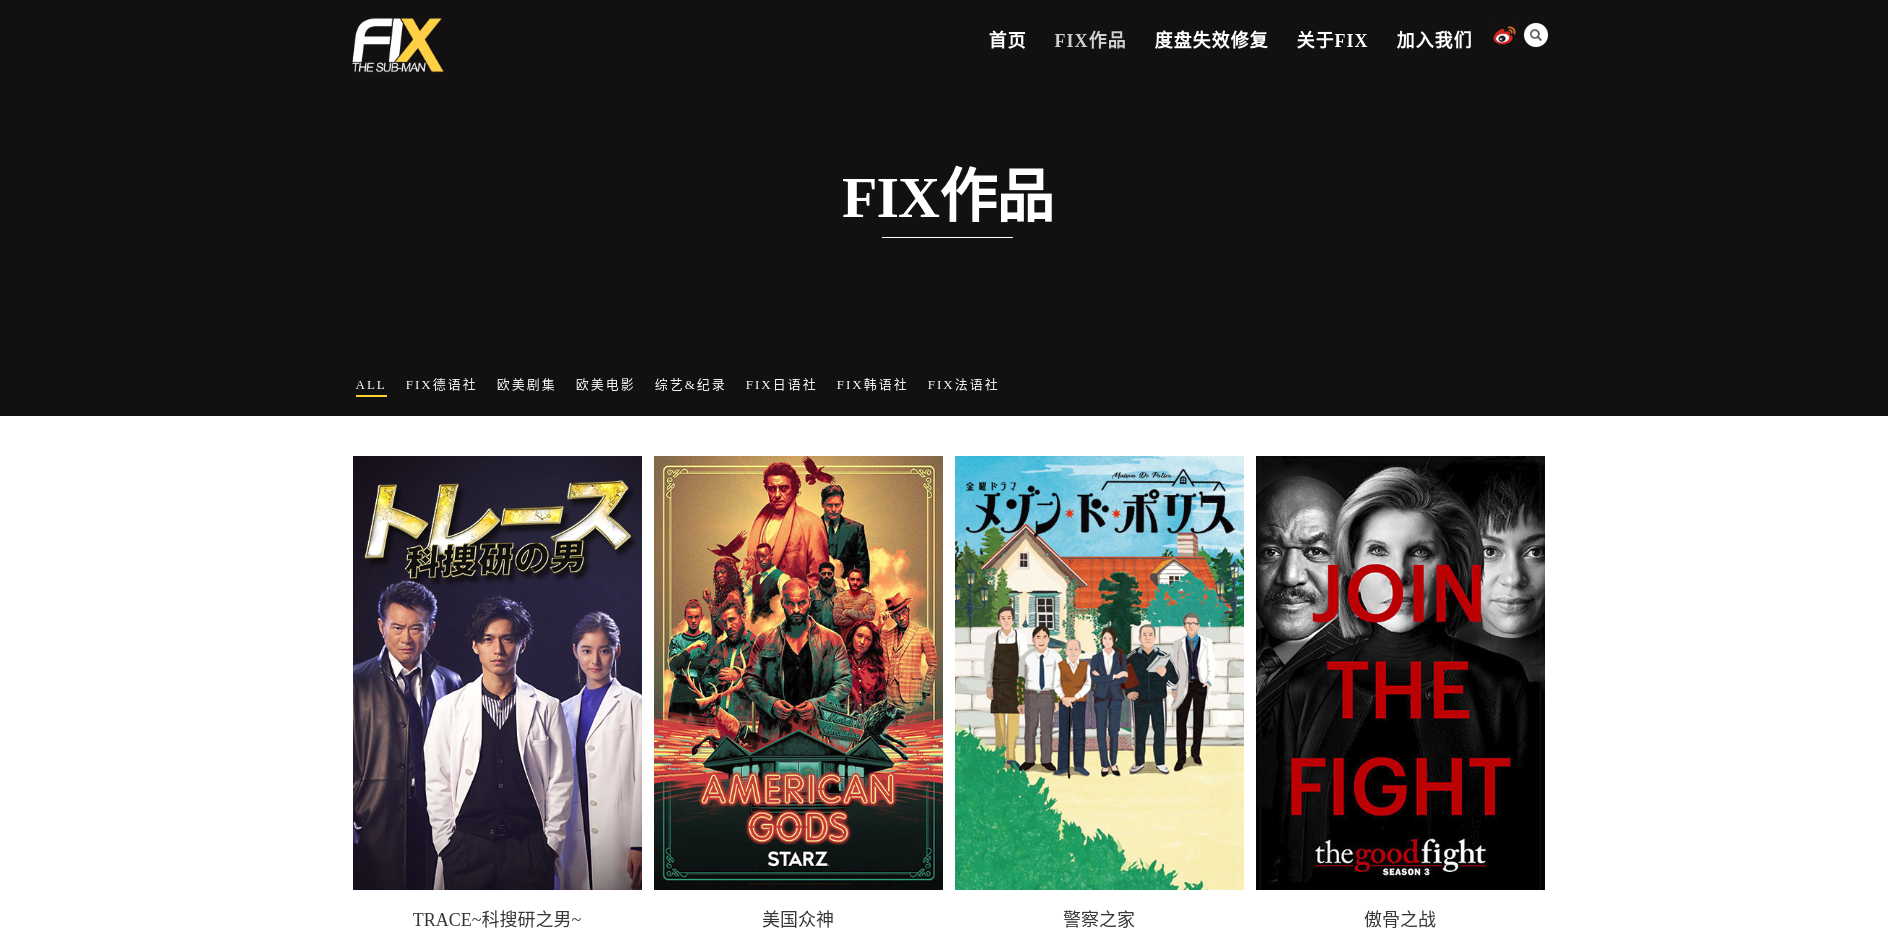 FIX
THE SUB-MAN
首页 FIX作品 度盘失效修复 关于FIX 加入我们
FIX作品
ALL FIX德语社 欧美剧集 欧美电影 综艺&纪录 FIX日语社 FIX韩语社 FIX法语社
トレース
科捜研の男
AMERICAN
GODS
STARZ
Maison De Police
金曜ドラマ
メゾン・ド・ポリス
JOIN
THE
FIGHT
thegoodfight
SEASON 3
TRACE~科搜研之男~ 美国众神 警察之家 傲骨之战